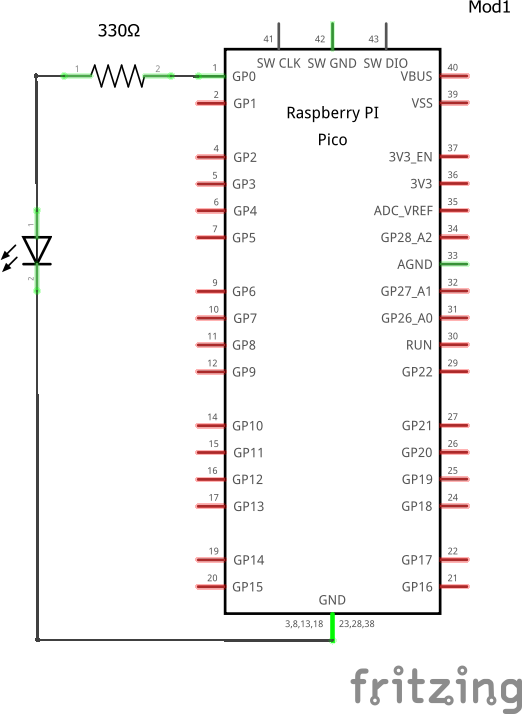 Mod1
330Ω
41 42 43
SW CLK SW GND SW DIO
1 2 1 GP0 VBUS 40
2 GP1 VSS 39
Raspberry PI
Pico
4 GP2 3V3_EN 37
5 GP3 3V3 36
6 GP4 ADC_VREF 35
7 GP5 GP28_A2 34
1
AGND 33
2
9 GP6 GP27_A1 32
10 GP7 GP26_A0 31
11 GP8 RUN 30
12 GP9 GP22 29
14 GP10 GP21 27
15 GP11 GP20 26
16 GP12 GP19 25
17 GP13 GP18 24
19 GP14 GP17 22
20 GP15 GP16 21
GND
3,8,13,18 23,28,38
fritzing